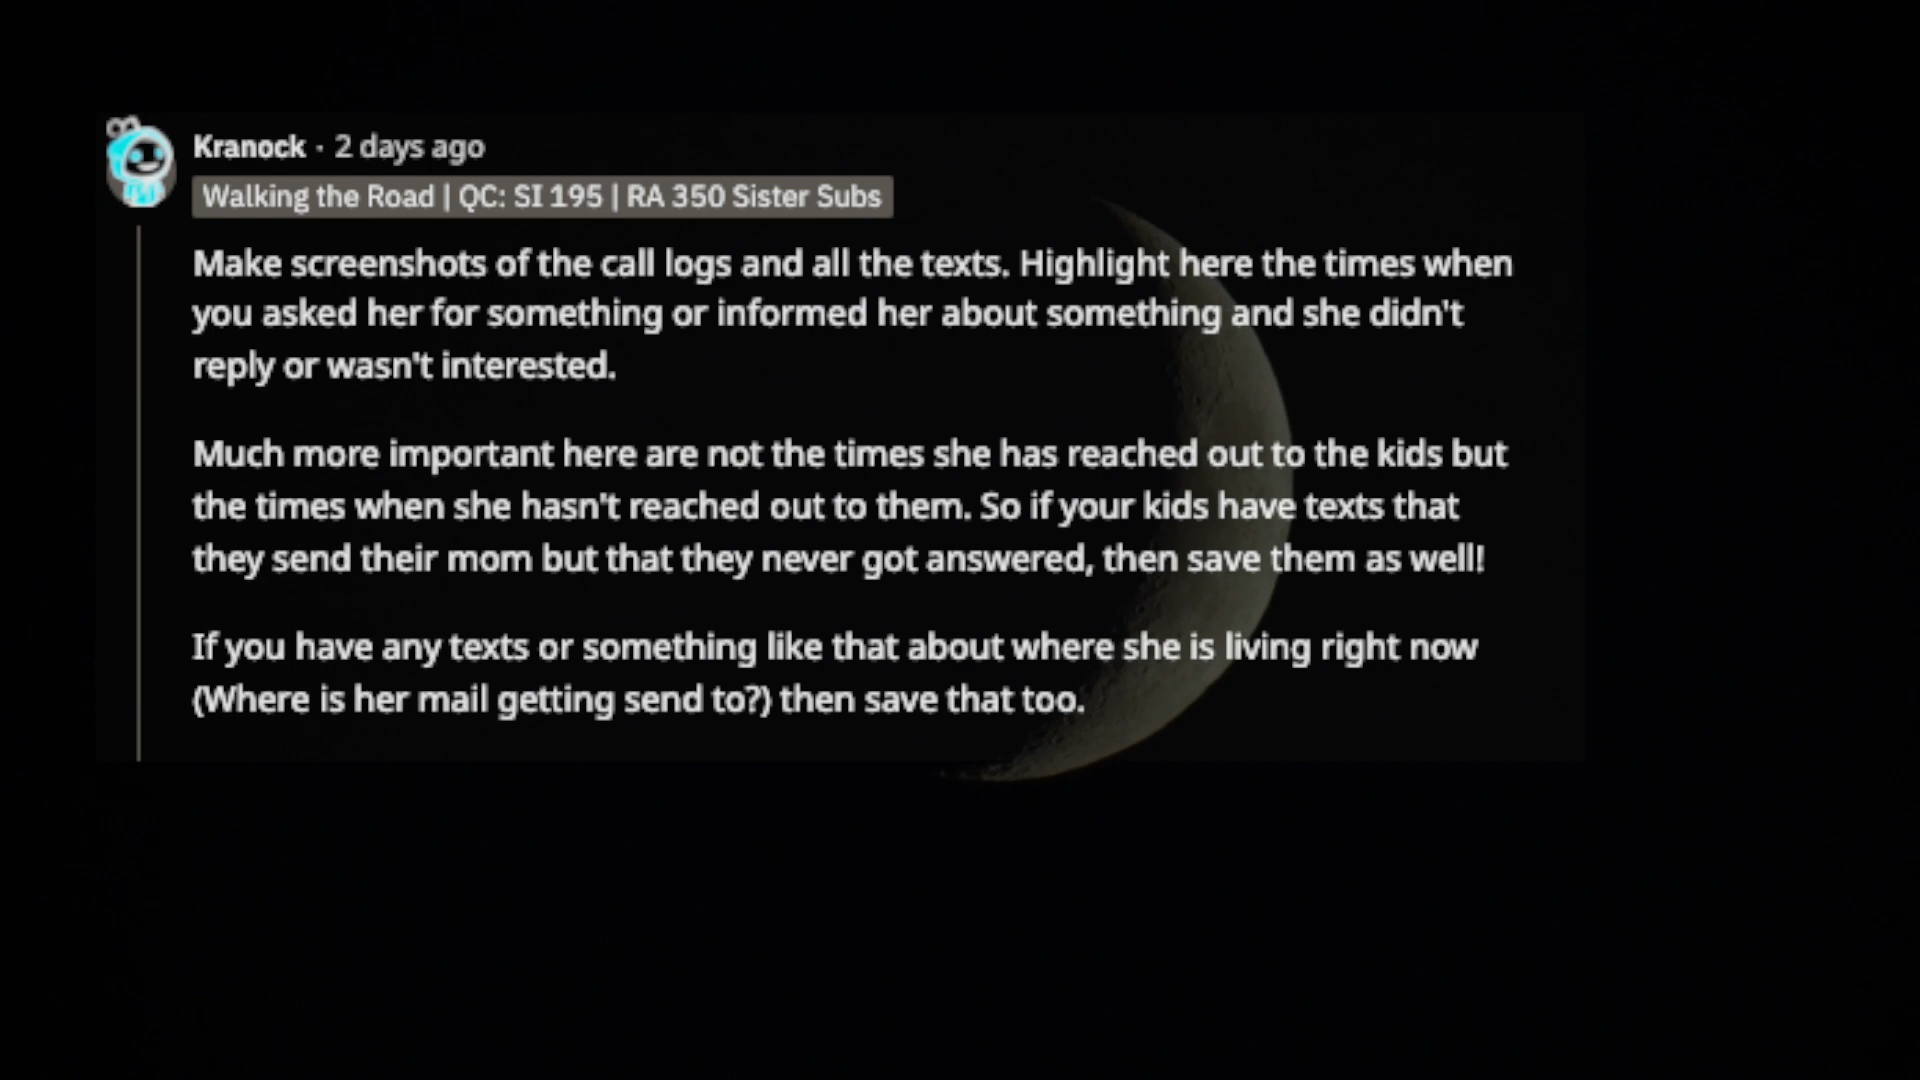 Kranock · 2 days ago
Walking the Road | QC: SI 195 | RA 350 Sister Subs
Make screenshots of the call logs and all the texts. Highlight here the times when
you asked her for something or informed her about something and she didn't
reply or wasn't interested.
Much more important here are not the times she has reached out to the kids but
the times when she hasn't reached out to them. So if your kids have texts that
they send their mom but that they never got answered, then save them as well!
If you have any texts or something like that about where she is living right now
(Where is her mail getting send to?) then save that too.